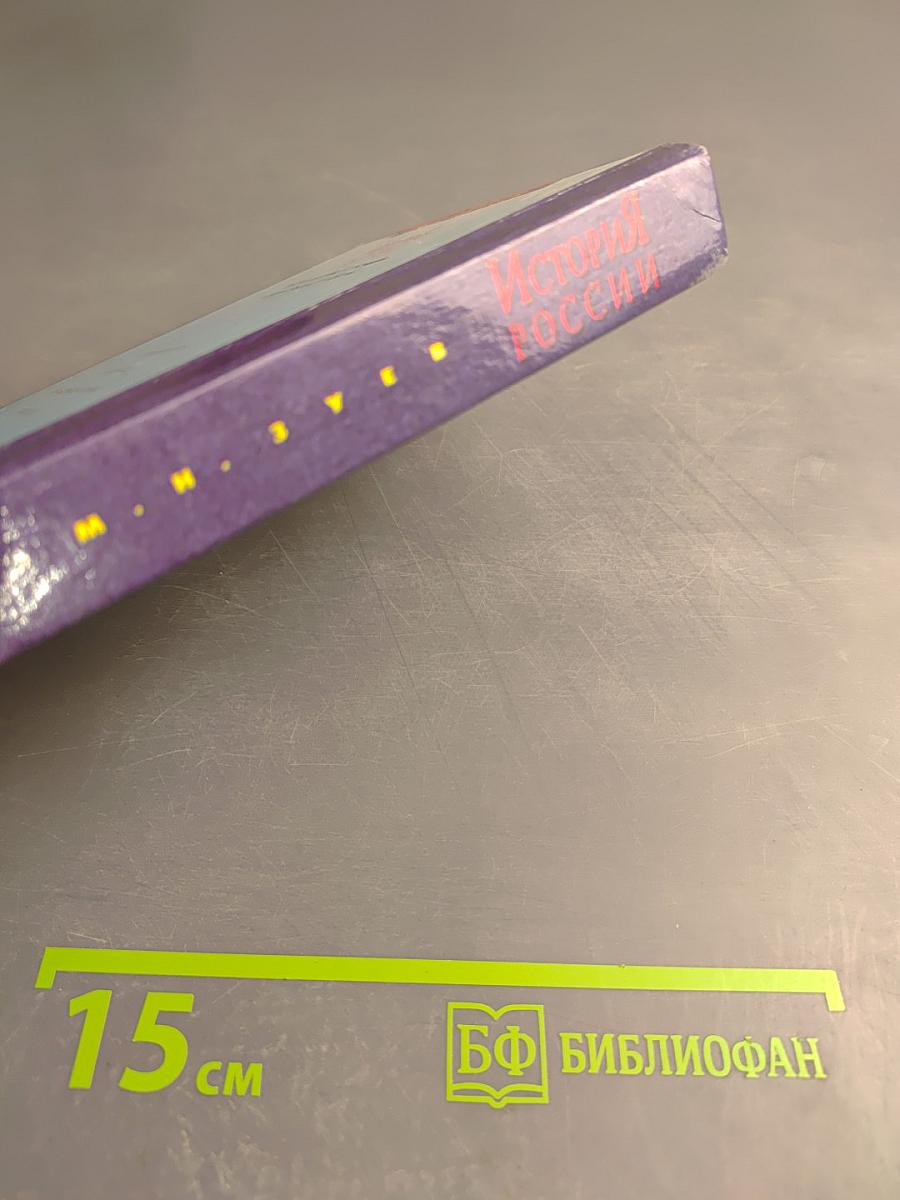 М. Н. ЗУЕВ
ИСТОРИЯ
РОССИИ
15 см
БФ БИБЛИОФАН